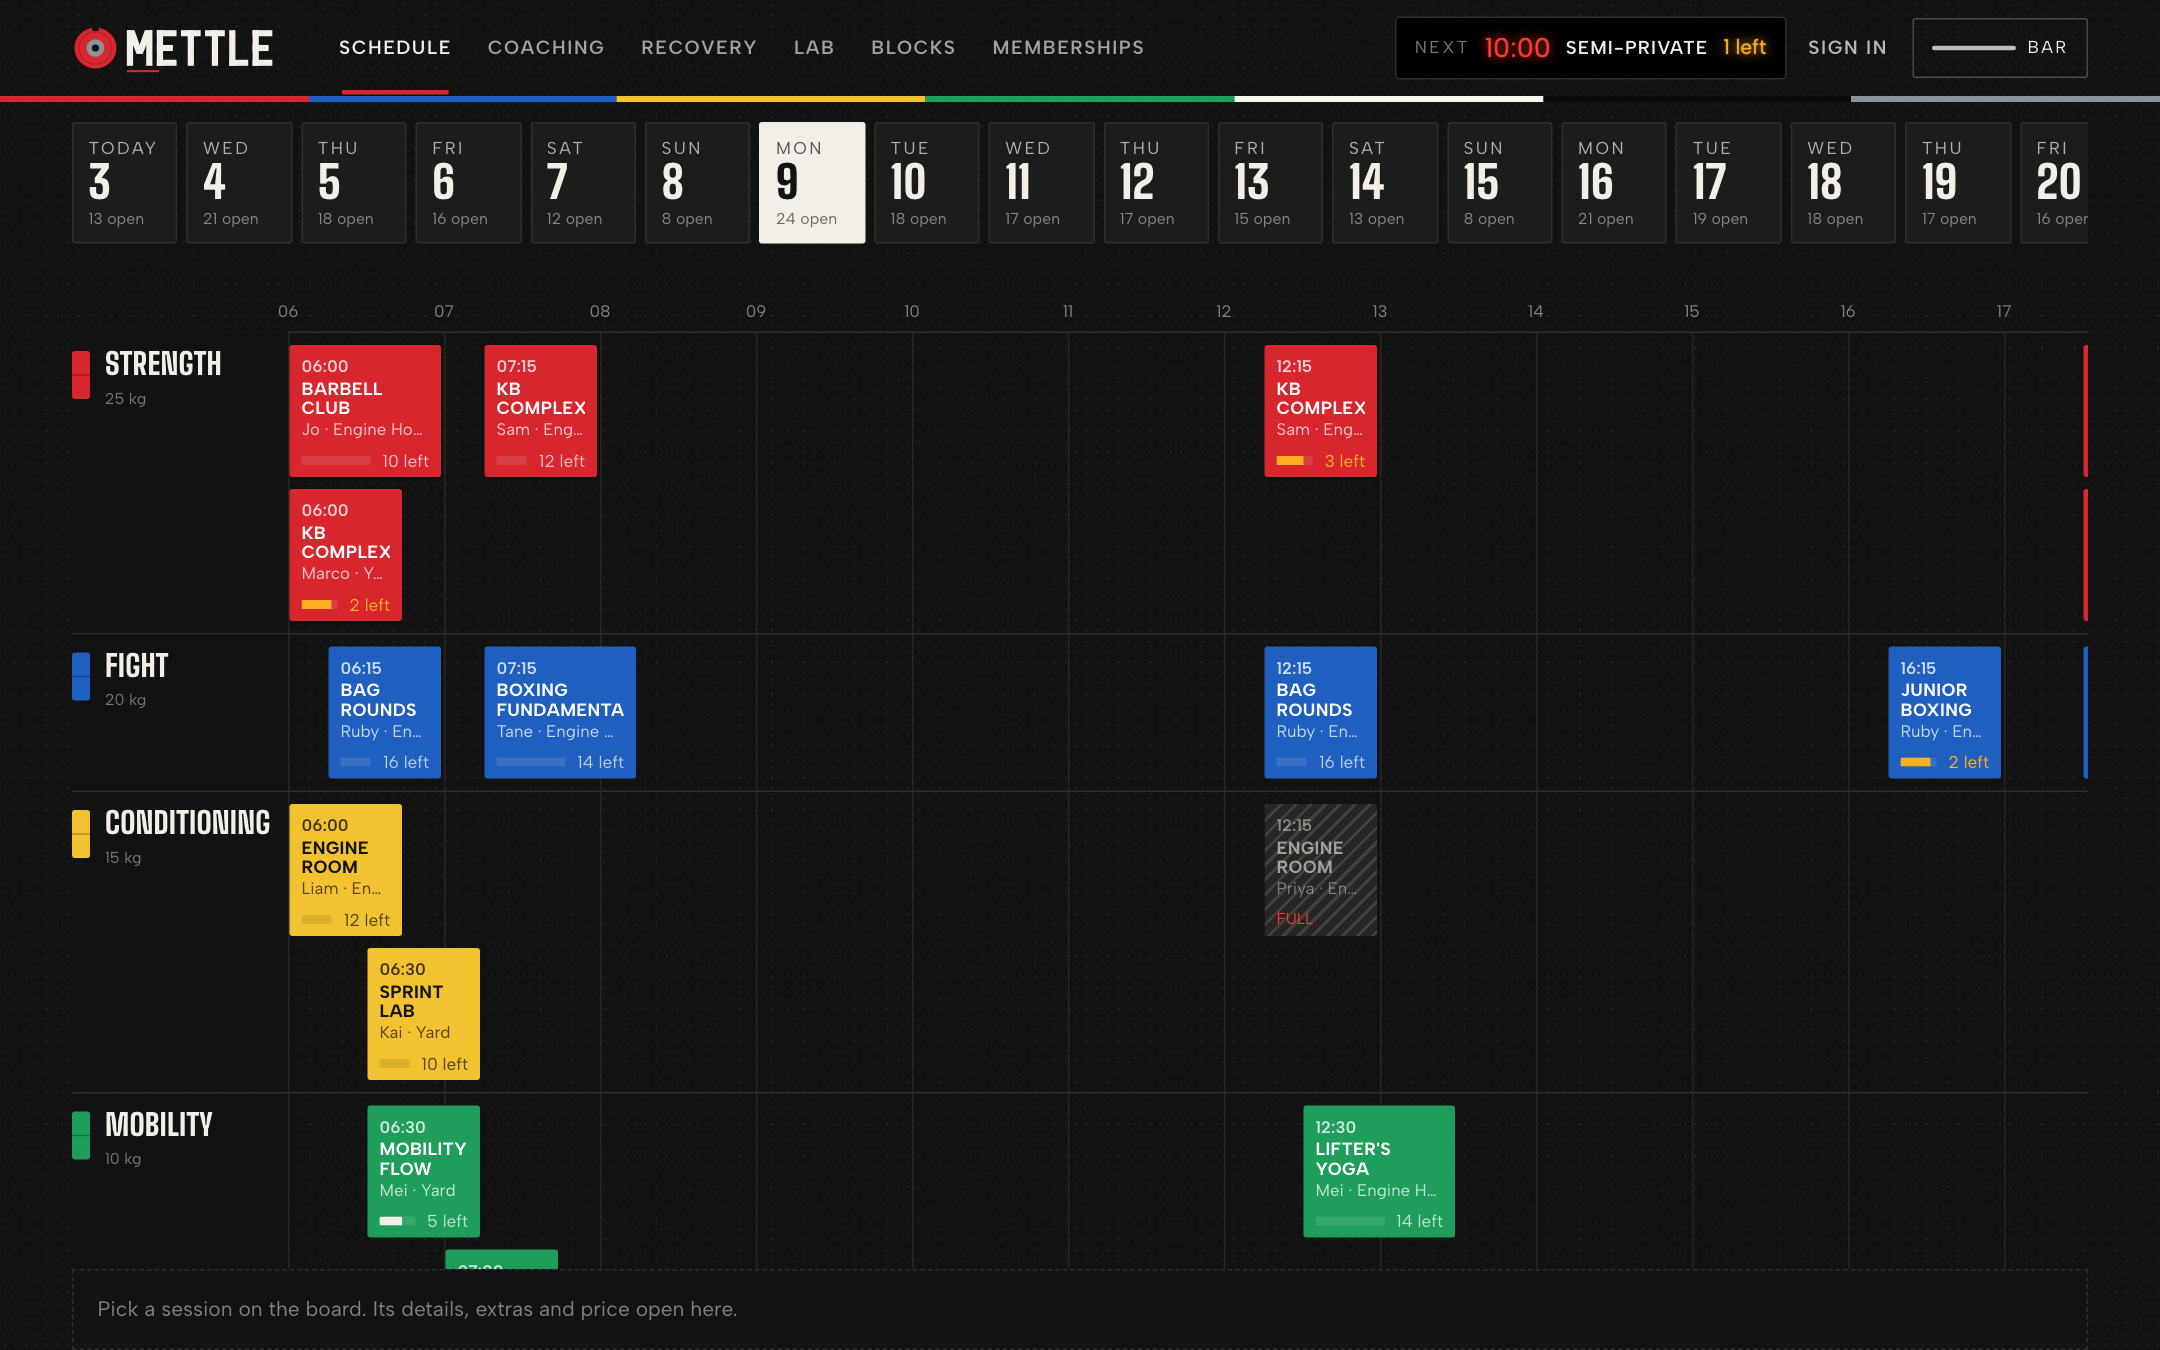 METTLE
SCHEDULE COACHING RECOVERY LAB BLOCKS MEMBERSHIPS
NEXT 10:00 SEMI-PRIVATE 1 left
SIGN IN
BAR
TODAY 3 13 open
WED 4 21 open
THU 5 18 open
FRI 6 16 open
SAT 7 12 open
SUN 8 8 open
MON 9 24 open
TUE 10 18 open
WED 11 17 open
THU 12 17 open
FRI 13 15 open
SAT 14 13 open
SUN 15 8 open
MON 16 21 open
TUE 17 19 open
WED 18 18 open
THU 19 17 open
FRI 20 16 open
06 07 08 09 10 11 12 13 14 15 16 17
STRENGTH
25 kg
06:00
BARBELL
CLUB
Jo · Engine Ho...
10 left
07:15
KB
COMPLEX
Sam · Eng...
12 left
12:15
KB
COMPLEX
Sam · Eng...
3 left
06:00
KB
COMPLEX
Marco · Y...
2 left
FIGHT
20 kg
06:15
BAG
ROUNDS
Ruby · En...
16 left
07:15
BOXING
FUNDAMENTA
Tane · Engine ...
14 left
12:15
BAG
ROUNDS
Ruby · En...
16 left
16:15
JUNIOR
BOXING
Ruby · En...
2 left
CONDITIONING
15 kg
06:00
ENGINE
ROOM
Liam · En...
12 left
12:15
ENGINE
ROOM
Priya · En...
FULL
06:30
SPRINT
LAB
Kai · Yard
10 left
MOBILITY
10 kg
06:30
MOBILITY
FLOW
Mei · Yard
5 left
12:30
LIFTER'S
YOGA
Mei · Engine H...
14 left
07:00
Pick a session on the board. Its details, extras and price open here.